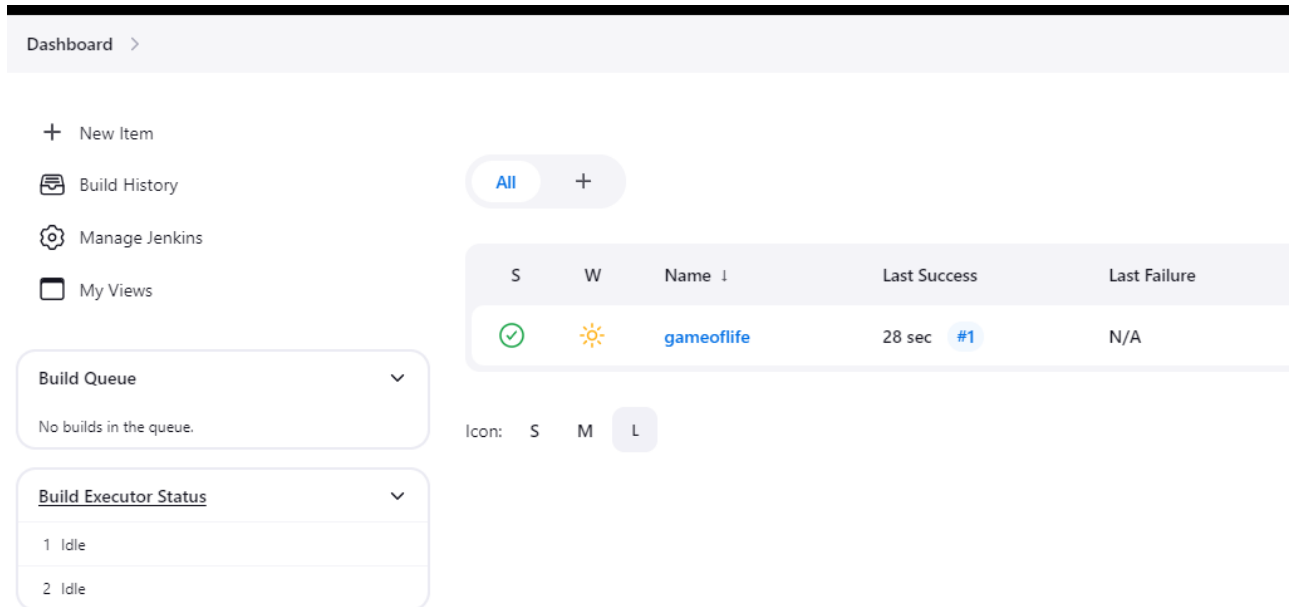 Dashboard
New Item
Build History
Manage Jenkins
My Views
Build Queue
No builds in the queue.
Build Executor Status
1 Idle
2 Idle
All +
S W Name ↓ Last Success Last Failure
gameoflife 28 sec #1 N/A
Icon: S M L